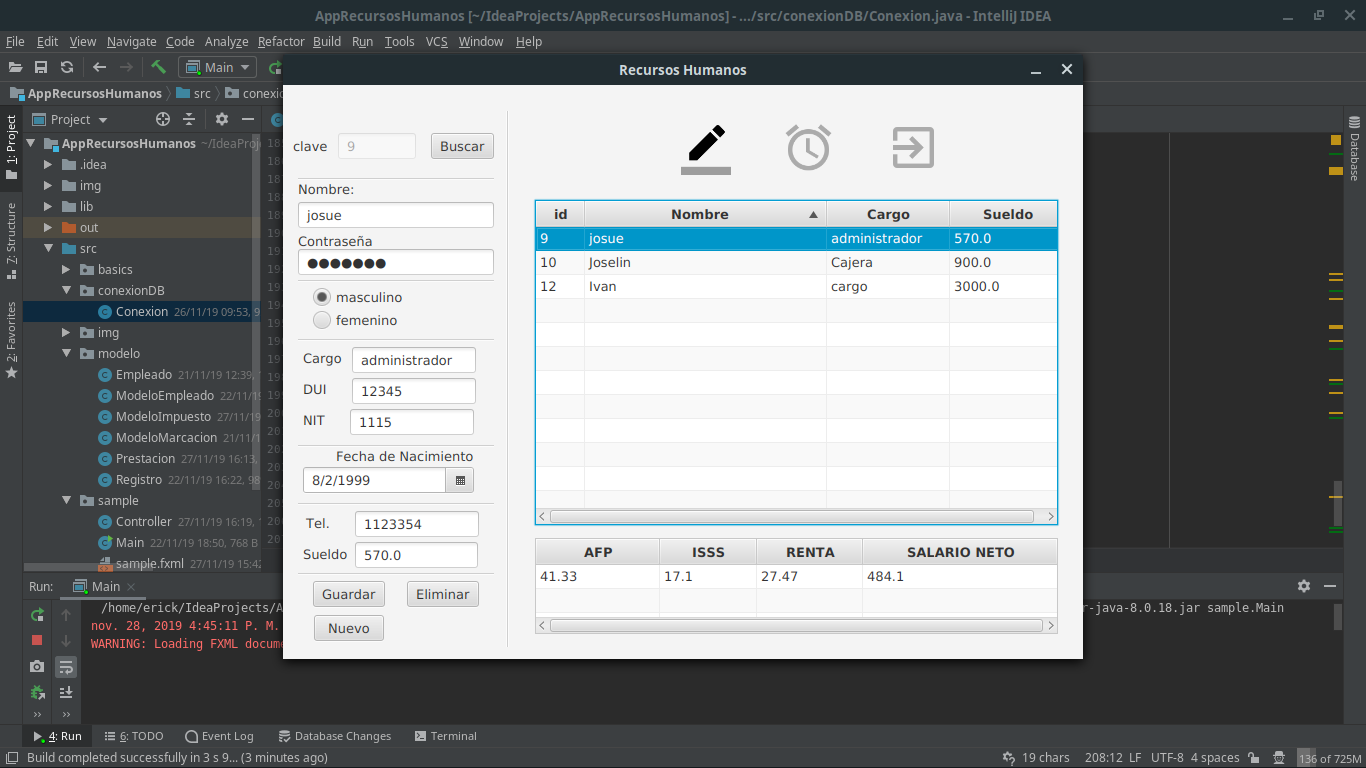 AppRecursosHumanos [~/IdeaProjects/AppRecursosHumanos] - .../src/conexionDB/Conexion.java - IntelliJ IDEA
File Edit View Navigate Code Analyze Refactor Build Run Tools VCS Window Help
Main
AppRecursosHumanos src
Project
1: Project
Z: Structure
2: Favorites
Database
AppRecursosHumanos ~/IdeaProj
.idea
img
lib
out
src
basics
conexionDB
Conexion 26/11/19 09:53, 9
img
modelo
Empleado 21/11/19 12:39,
ModeloEmpleado 22/11/19
ModeloImpuesto 27/11/19
ModeloMarcacion 21/11/1
Prestacion 27/11/19 16:13,
Registro 22/11/19 16:22, 98
sample
Controller 27/11/19 16:19,
Main 22/11/19 18:50, 768 B
sample.fxml 27/11/19 15:42
Recursos Humanos
clave 9 Buscar
Nombre:
josue
Contraseña
●●●●●●●
masculino
femenino
Cargo administrador
DUI 12345
NIT 1115
Fecha de Nacimiento
8/2/1999
Tel. 1123354
Sueldo 570.0
Guardar Eliminar
Nuevo
id Nombre Cargo Sueldo
9 josue administrador 570.0
10 Joselin Cajera 900.0
12 Ivan cargo 3000.0
AFP ISSS RENTA SALARIO NETO
41.33 17.1 27.47 484.1
Run: Main
/home/erick/IdeaProjects/A r-java-8.0.18.jar sample.Main
nov. 28, 2019 4:45:11 P. M.
WARNING: Loading FXML docum
4: Run 6: TODO Event Log Database Changes Terminal
Build completed successfully in 3 s 9... (3 minutes ago) 19 chars 208:12 LF UTF-8 4 spaces 136 of 725M